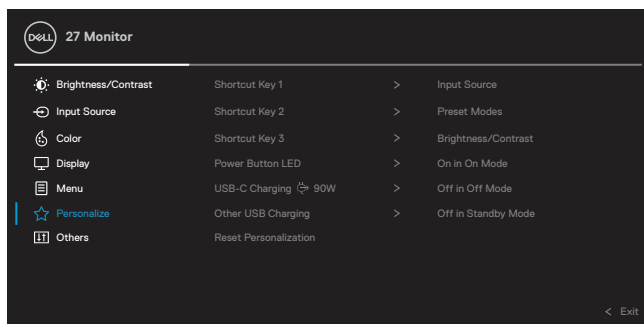 DELL 27 Monitor
Brightness/Contrast Shortcut Key 1 > Input Source
Input Source Shortcut Key 2 > Preset Modes
Color Shortcut Key 3 > Brightness/Contrast
Display Power Button LED > On in On Mode
Menu USB-C Charging 90W > Off in Off Mode
Personalize Other USB Charging > Off in Standby Mode
Others Reset Personalization
< Exit